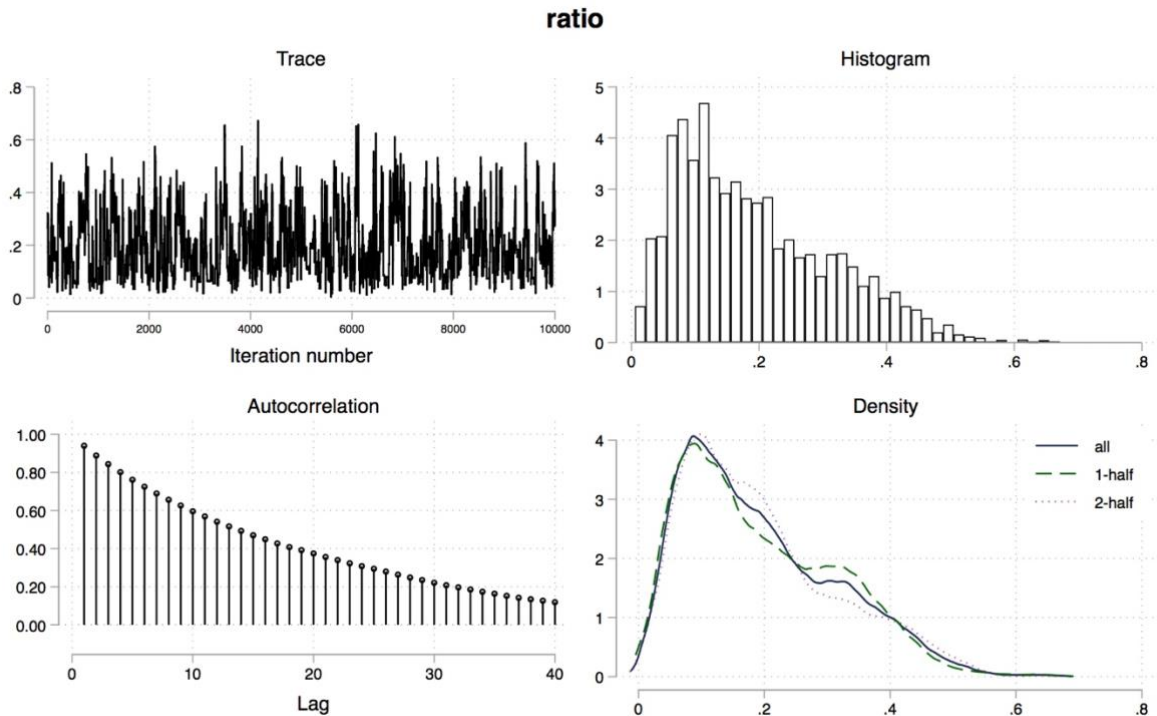 ratio
Trace
.8
.6
.4
.2
0
0 2000 4000 6000 8000 10000
Iteration number
Histogram
5
4
3
2
1
0
0 .2 .4 .6 .8
Autocorrelation
1.00
0.80
0.60
0.40
0.20
0.00
0 10 20 30 40
Lag
Density
4
3
2
1
0
0 .2 .4 .6 .8
all
1-half
2-half